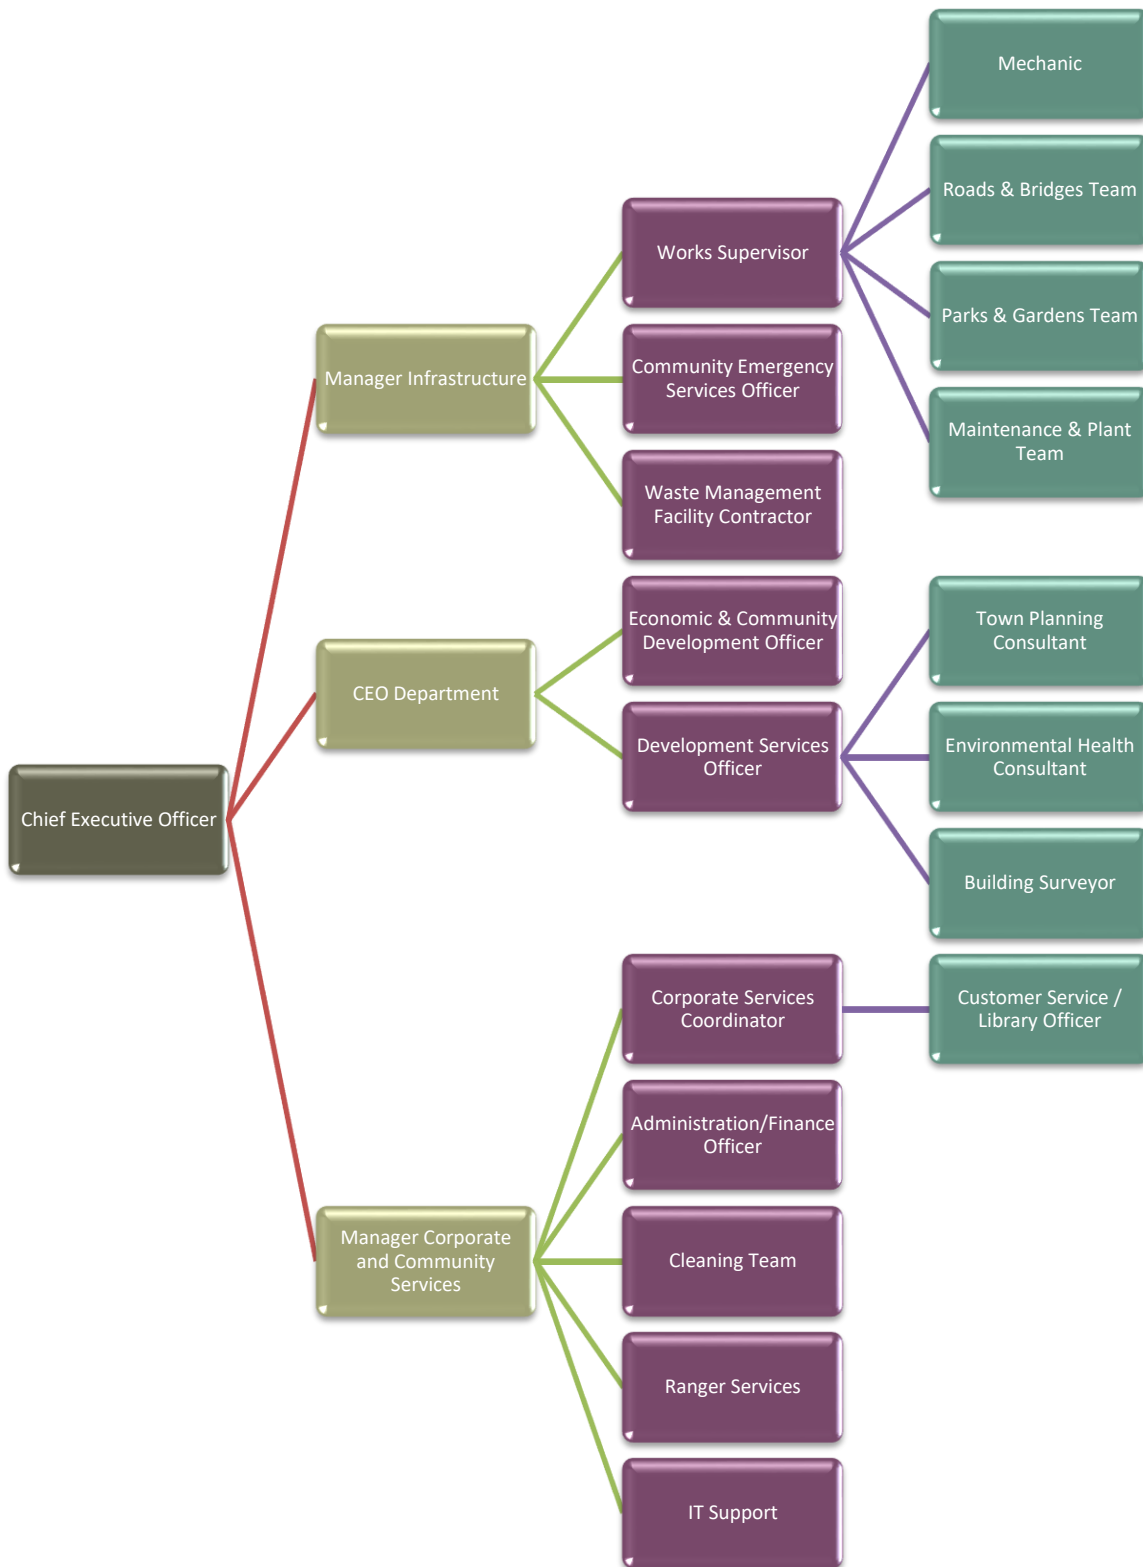 Mechanic
Roads & Bridges Team
Works Supervisor
Parks & Gardens Team
Manager Infrastructure
Community Emergency
Services Officer
Maintenance & Plant
Team
Waste Management
Facility Contractor
Economic & Community
Development Officer
Town Planning
Consultant
CEO Department
Development Services
Officer
Environmental Health
Consultant
Chief Executive Officer
Building Surveyor
Corporate Services
Coordinator
Customer Service /
Library Officer
Administration/Finance
Officer
Manager Corporate
and Community
Services
Cleaning Team
Ranger Services
IT Support